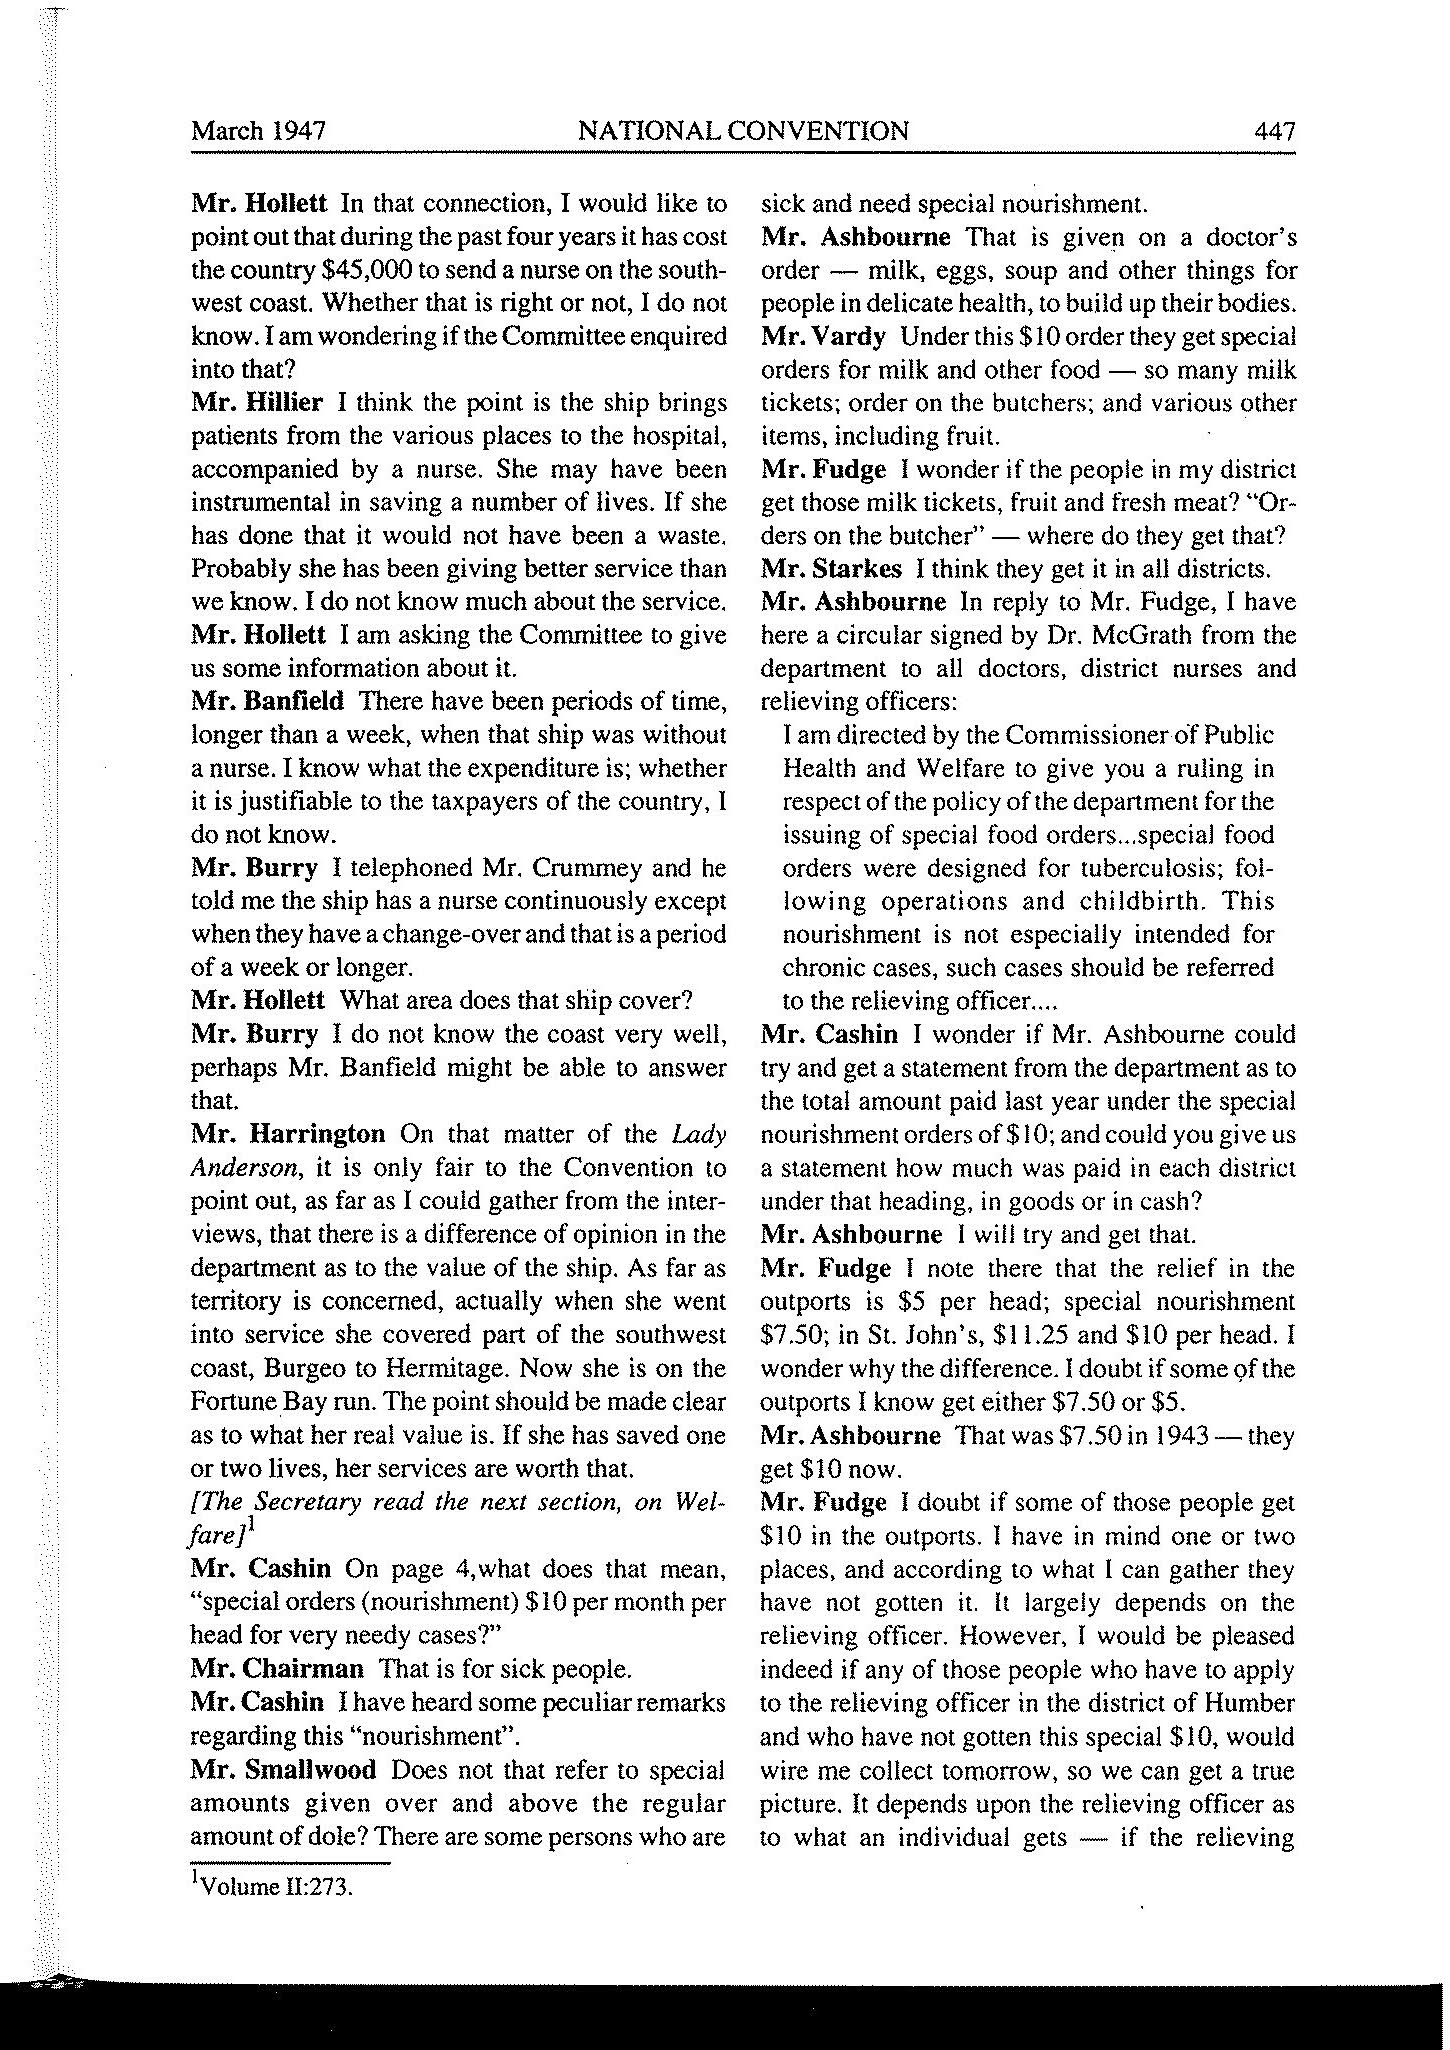 March 1947 NATIONAL CONVENTION 447
Mr. Hollett In that connection, I would like to
point out that during the past four years it has cost
the country $45,000 to send a nurse on the south-
west coast. Whether that is right or not, I do not
know. I am wondering if the Committee enquired
into that?
Mr. Hillier I think the point is the ship brings
patients from the various places to the hospital,
accompanied by a nurse. She may have been
instrumental in saving a number of lives. If she
has done that it would not have been a waste.
Probably she has been giving better service than
we know. I do not know much about the service.
Mr. Hollett I am asking the Committee to give
us some information about it.
Mr. Banfield There have been periods of time,
longer than a week, when that ship was without
a nurse. I know what the expenditure is; whether
it is justifiable to the taxpayers of the country, I
do not know.
Mr. Burry I telephoned Mr. Crummey and he
told me the ship has a nurse continuously except
when they have a change-over and that is a period
of a week or longer.
Mr. Hollett What area does that ship cover?
Mr. Burry I do not know the coast very well,
perhaps Mr. Banfield might be able to answer
that.
Mr. Harrington On that matter of the Lady
Anderson, it is only fair to the Convention to
point out, as far as I could gather from the inter-
views, that there is a difference of opinion in the
department as to the value of the ship. As far as
territory is concerned, actually when she went
into service she covered part of the southwest
coast, Burgeo to Hermitage. Now she is on the
Fortune Bay run. The point should be made clear
as to what her real value is. If she has saved one
or two lives, her services are worth that.
[The Secretary read the next section, on Wel-
fare]1
Mr. Cashin On page 4,what does that mean,
“special orders (nourishment) $10 per month per
head for very needy cases?”
Mr. Chairman That is for sick people.
Mr. Cashin I have heard some peculiar remarks
regarding this “nourishment”.
Mr. Smallwood Does not that refer to special
amounts given over and above the regular
amount of dole? There are some persons who are
1Volume II:273.
sick and need special nourishment.
Mr. Ashbourne That is given on a doctor’s
order — milk, eggs, soup and other things for
people in delicate health, to build up their bodies.
Mr. Vardy Under this $10 order they get special
orders for milk and other food — so many milk
tickets; order on the butchers; and various other
items, including fruit.
Mr. Fudge I wonder if the people in my district
get those milk tickets, fruit and fresh meat? “Or-
ders on the butcher” — where do they get that?
Mr. Starkes I think they get it in all districts.
Mr. Ashbourne In reply to Mr. Fudge, I have
here a circular signed by Dr. McGrath from the
department to all doctors, district nurses and
relieving officers:
I am directed by the Commissioner of Public
Health and Welfare to give you a ruling in
respect of the policy of the department for the
issuing of special food orders...special food
orders were designed for tuberculosis; fol-
lowing operations and childbirth. This
nourishment is not especially intended for
chronic cases, such cases should be referred
to the relieving officer....
Mr. Cashin I wonder if Mr. Ashbourne could
try and get a statement from the department as to
the total amount paid last year under the special
nourishment orders of $10; and could you give us
a statement how much was paid in each district
under that heading, in goods or in cash?
Mr. Ashbourne I will try and get that.
Mr. Fudge I note there that the relief in the
outports is $5 per head; special nourishment
$7.50; in St. John’s, $11.25 and $10 per head. I
wonder why the difference. I doubt if some of the
outports I know get either $7.50 or $5.
Mr. Ashbourne That was $7.50 in 1943 — they
get $10 now.
Mr. Fudge I doubt if some of those people get
$10 in the outports. I have in mind one or two
places, and according to what I can gather they
have not gotten it. It largely depends on the
relieving officer. However, I would be pleased
indeed if any of those people who have to apply
to the relieving officer in the district of Humber
and who have not gotten this special $10, would
wire me collect tomorrow, so we can get a true
picture. It depends upon the relieving officer as
to what an individual gets — if the relieving